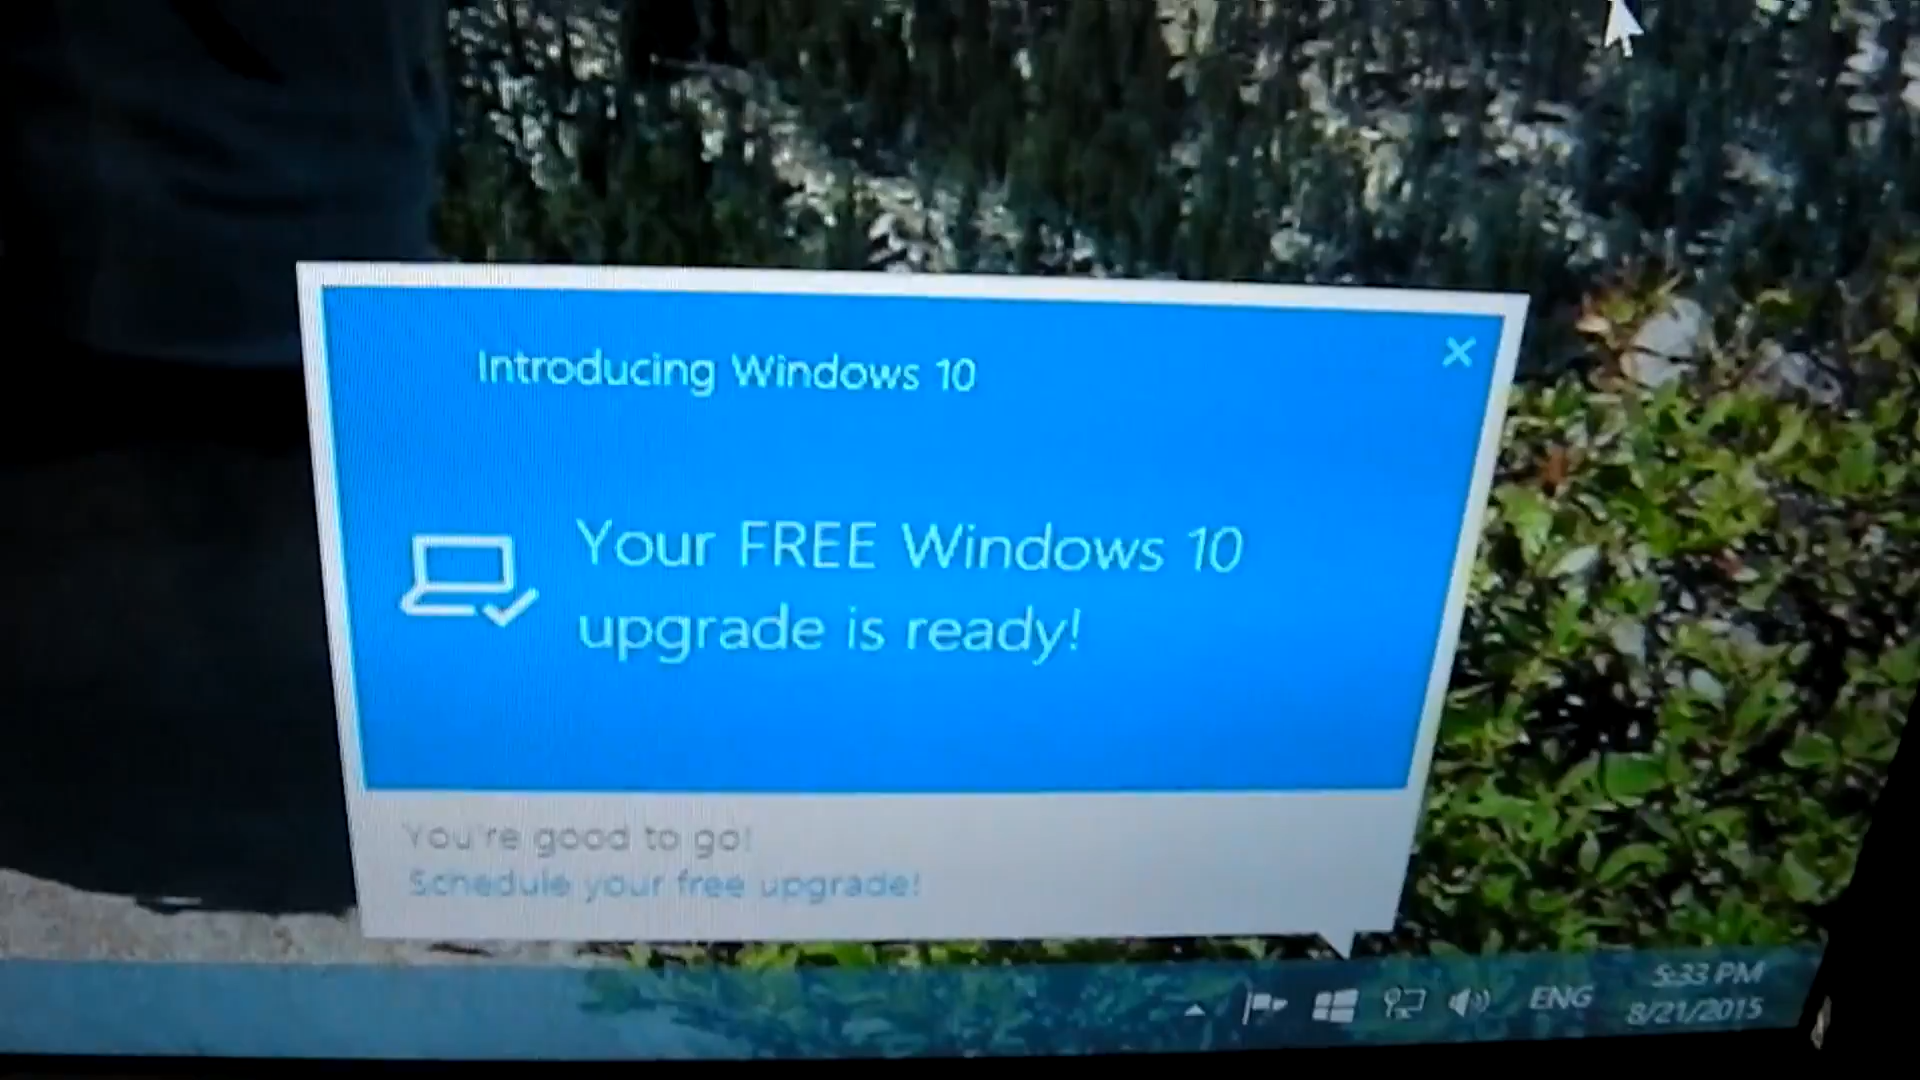 Introducing Windows 10
Your FREE Windows 10
upgrade is ready!
You're good to go!
Schedule your free upgrade!
ENG
5:33 PM
8/21/2015